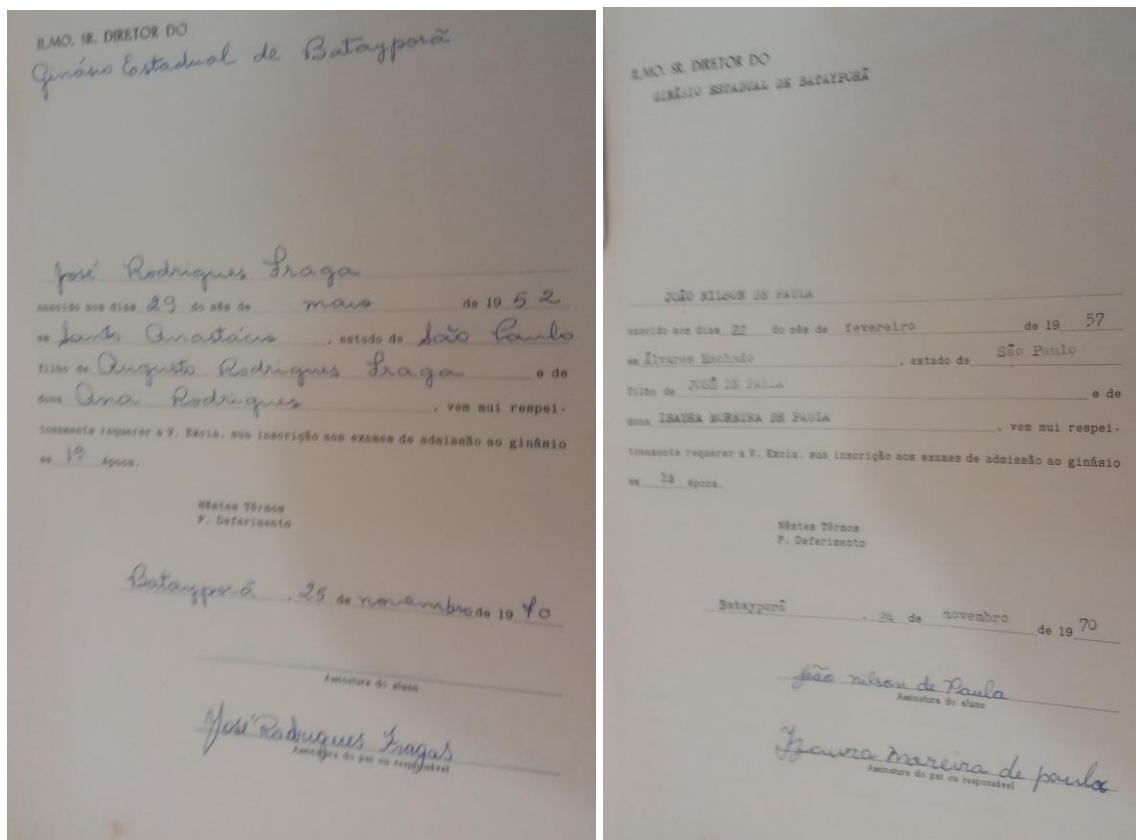 ILMO. SR. DIRETOR DO
Ginásio Estadual de Batayporã
José Rodrigues Fraga
nascido aos dias 29 do mês de maio de 19 52
em Santo Anastácio , estado de São Paulo
filho de Augusto Rodrigues Fraga e de
dona Ana Rodrigues , vem mui respei-
tosamente requerer a V. Excia. sua inscrição aos exames de admissão ao ginásio
em 1ª época.
Nêstes Têrmos
P. Deferimento
Batayporã , 25 de novembro de 19 70
Assinatura do aluno
José Rodrigues Fragas
Assinatura do pai ou responsável
ILMO. SR. DIRETOR DO
GINÁSIO ESTADUAL DE BATAYPORÃ
JOÃO NILSON DE PAULA
nascido aos dias 22 do mês de fevereiro de 19 57
em Álvares Machado , estado de São Paulo
filho de JOSÉ DE PAULA e de
dona ISAURA MOREIRA DE PAULA , vem mui respei-
tosamente requerer a V. Excia. sua inscrição aos exames de admissão ao ginásio
em 1ª época.
Nêstes Têrmos
P. Deferimento
Batayporã , 24 de novembro de 19 70
João nilson de Paula
Assinatura do aluno
Izaura moreira de paula
Assinatura do pai ou responsável